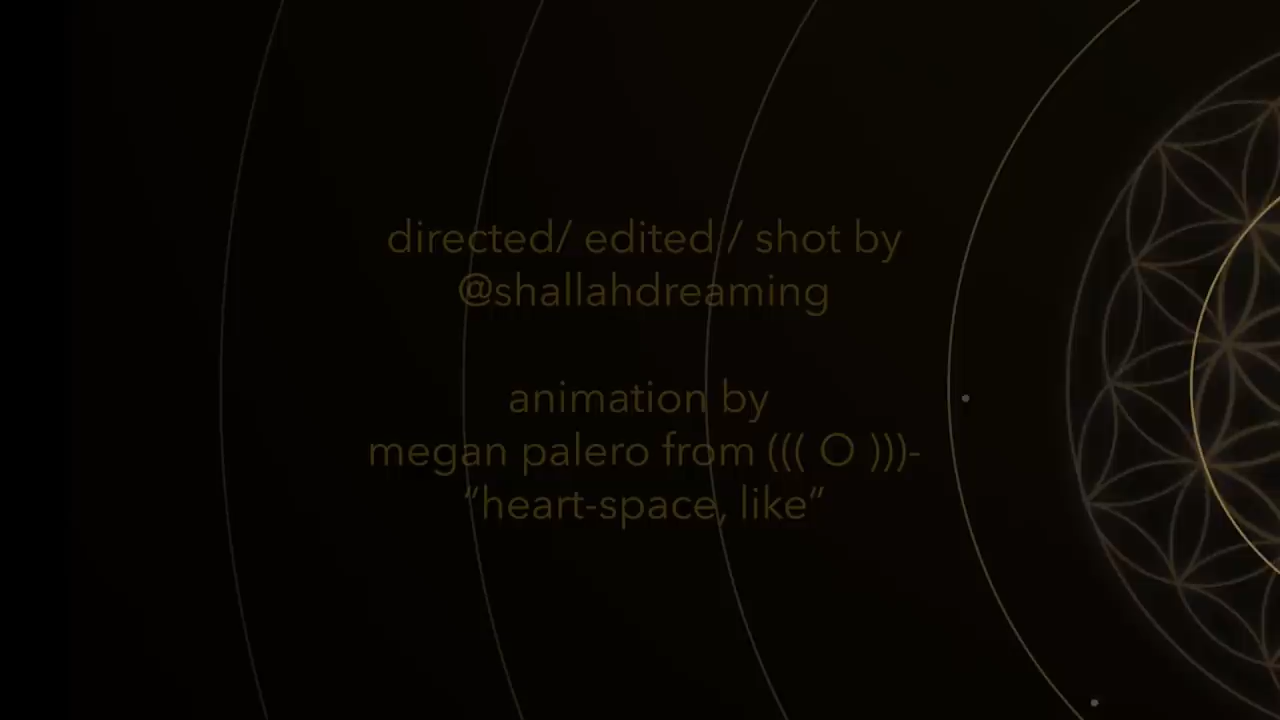 directed/ edited / shot by
@shallahdreaming
animation by
megan palero from ((( O )))-
“heart-space, like”